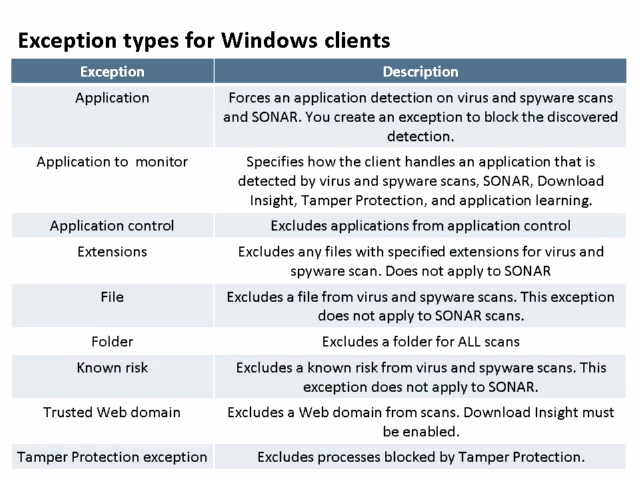 Exception types for Windows clients
Exception
Description
Application
Forces an application detection on virus and spyware scans
and SONAR. You create an exception to block the discovered
detection.
Application to monitor
Specifies how the client handles an application that is
detected by virus and spyware scans, SONAR, Download
Insight, Tamper Protection, and application learning.
Application control
Excludes applications from application control
Extensions
Excludes any files with specified extensions for virus and
spyware scan. Does not apply to SONAR
File
Excludes a file from virus and spyware scans. This exception
does not apply to SONAR scans.
Folder
Excludes a folder for ALL scans
Known risk
Excludes a known risk from virus and spyware scans. This
exception does not apply to SONAR.
Trusted Web domain
Excludes a Web domain from scans. Download Insight must
be enabled.
Tamper Protection exception
Excludes processes blocked by Tamper Protection.